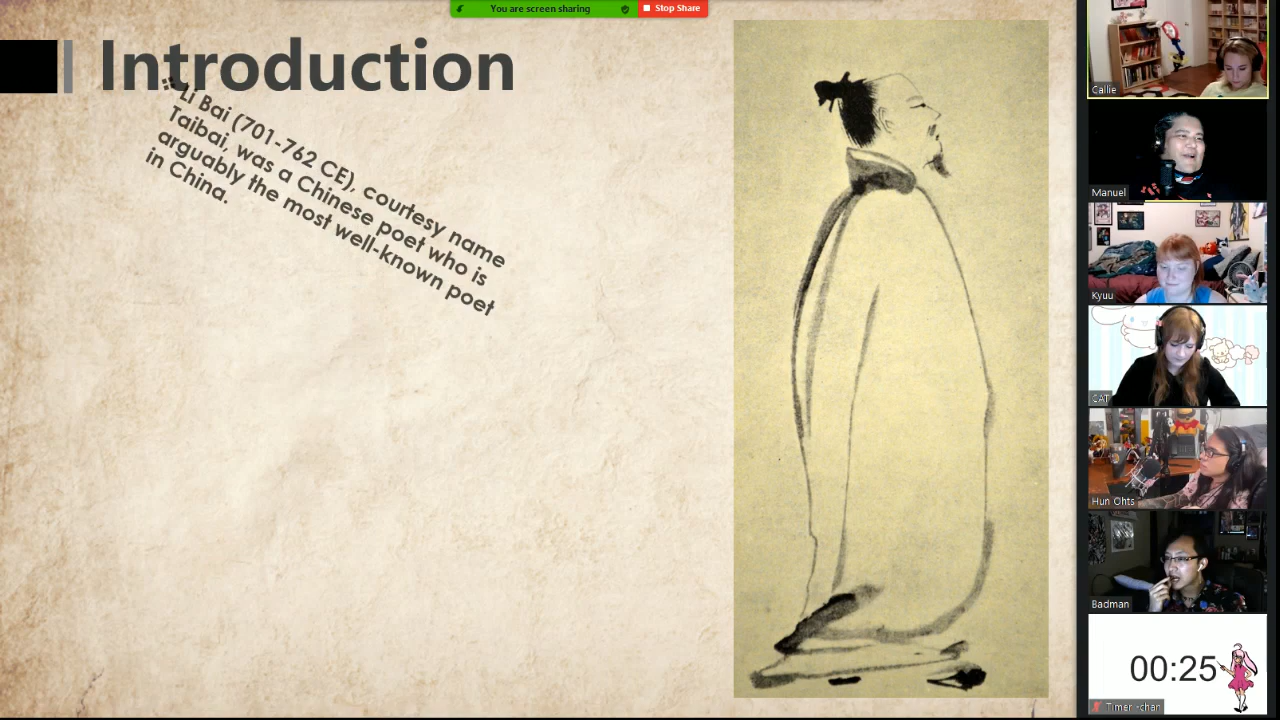 You are screen sharing
Stop Share
Introduction
Li Bai (701-762 CE), courtesy name
Taibai, was a Chinese poet who is
arguably the most well-known poet
in China.
Callie
Manuel
Kyuu
CAT
Hun Ohts
Badman
00:25
Timer -chan